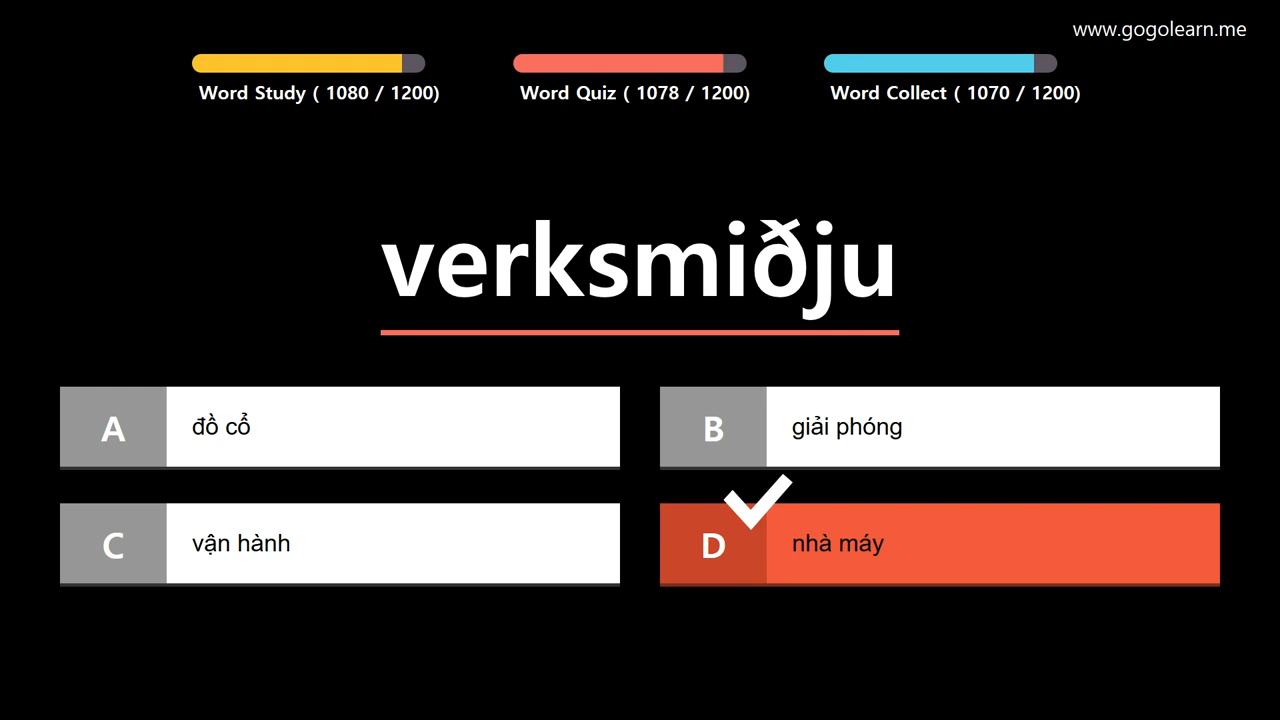 www.gogolearn.me
Word Study ( 1080 / 1200)
Word Quiz ( 1078 / 1200)
Word Collect ( 1070 / 1200)
verksmiðju
A đồ cổ
B giải phóng
C vận hành
D nhà máy